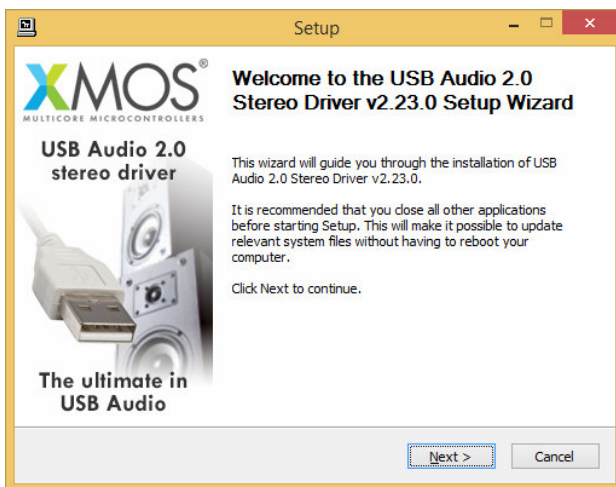 Setup
XMOS®
MULTICORE MICROCONTROLLERS
USB Audio 2.0
stereo driver
The ultimate in
USB Audio
Welcome to the USB Audio 2.0
Stereo Driver v2.23.0 Setup Wizard
This wizard will guide you through the installation of USB
Audio 2.0 Stereo Driver v2.23.0.
It is recommended that you close all other applications
before starting Setup. This will make it possible to update
relevant system files without having to reboot your
computer.
Click Next to continue.
Next >
Cancel